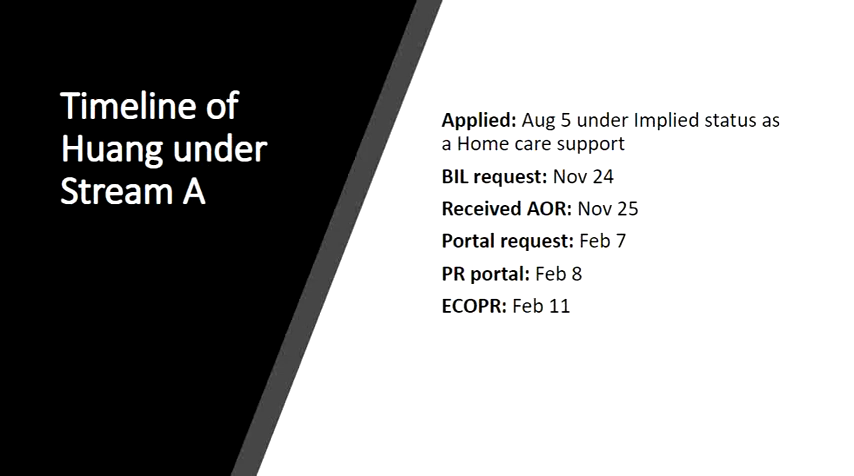 Timeline of
Huang under
Stream A
Applied: Aug 5 under Implied status as
a Home care support
BIL request: Nov 24
Received AOR: Nov 25
Portal request: Feb 7
PR portal: Feb 8
ECOPR: Feb 11